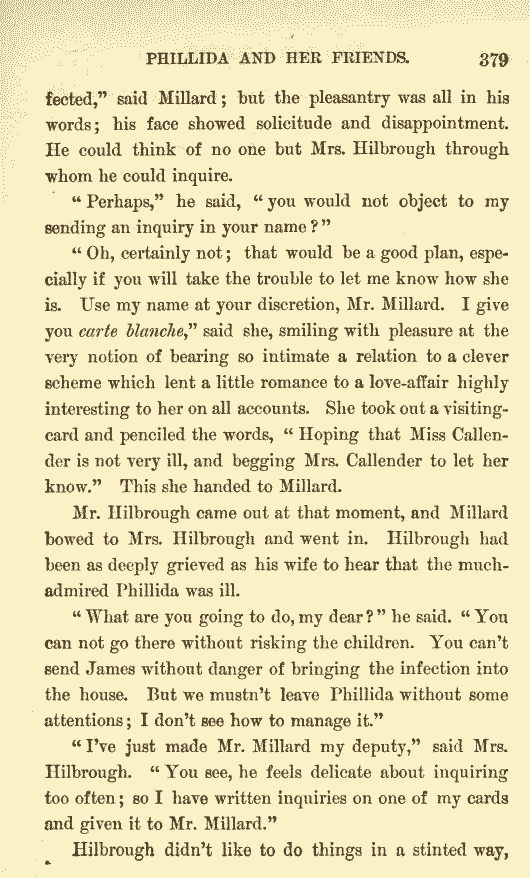 PHILLIDA AND HER FRIENDS. 379
fected,” said Millard; but the pleasantry was all in his
words; his face showed solicitude and disappointment.
He could think of no one but Mrs. Hilbrough through
whom he could inquire.
“Perhaps,” he said, “you would not object to my
sending an inquiry in your name?”
“Oh, certainly not; that would be a good plan, espe-
cially if you will take the trouble to let me know how she
is. Use my name at your discretion, Mr. Millard. I give
you carte blanche,” said she, smiling with pleasure at the
very notion of bearing so intimate a relation to a clever
scheme which lent a little romance to a love-affair highly
interesting to her on all accounts. She took out a visiting-
card and penciled the words, “Hoping that Miss Callen-
der is not very ill, and begging Mrs. Callender to let her
know.” This she handed to Millard.
Mr. Hilbrough came out at that moment, and Millard
bowed to Mrs. Hilbrough and went in. Hilbrough had
been as deeply grieved as his wife to hear that the much-
admired Phillida was ill.
“What are you going to do, my dear?” he said. “You
can not go there without risking the children. You can’t
send James without danger of bringing the infection into
the house. But we mustn’t leave Phillida without some
attentions; I don’t see how to manage it.”
“I’ve just made Mr. Millard my deputy,” said Mrs.
Hilbrough. “You see, he feels delicate about inquiring
too often; so I have written inquiries on one of my cards
and given it to Mr. Millard.”
Hilbrough didn’t like to do things in a stinted way,